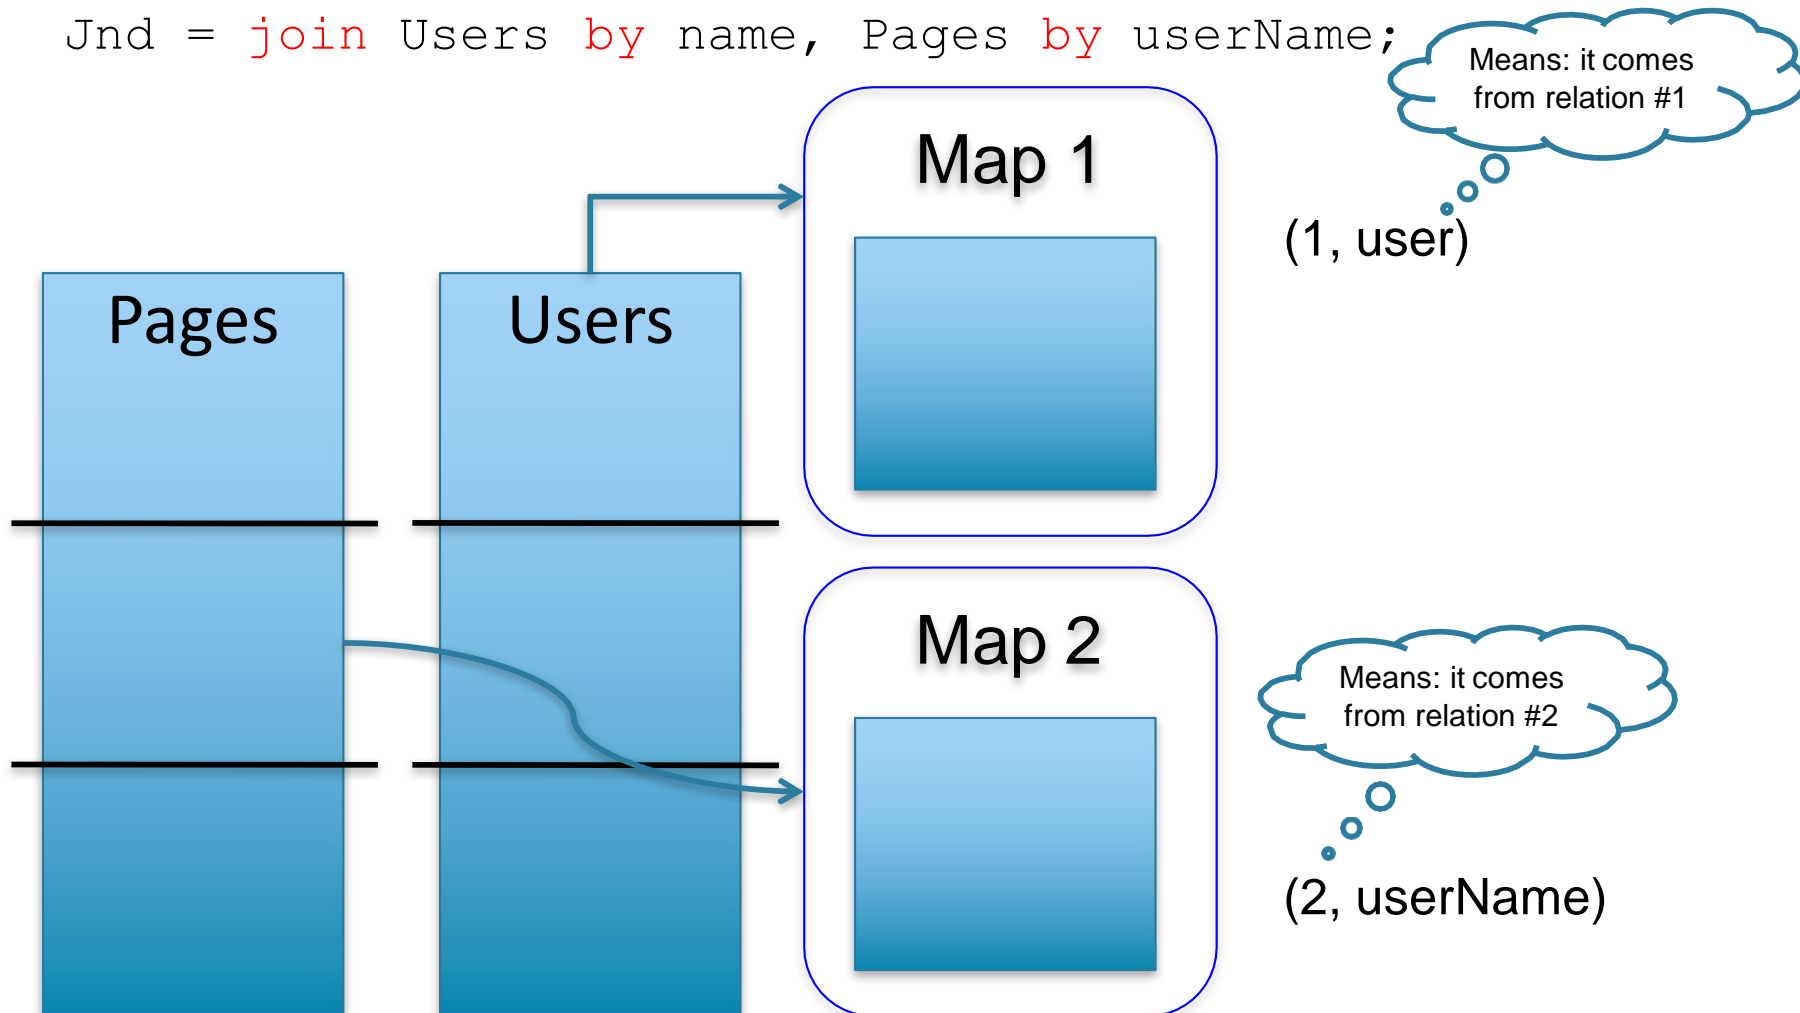 Jnd = join Users by name, Pages by userName;
Means: it comes
from relation #1
Map 1
(1, user)
Pages
Users
Map 2
Means: it comes
from relation #2
(2, userName)